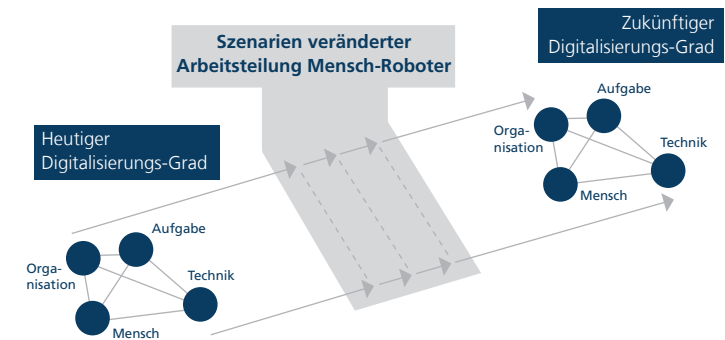 Szenarien veränderter
Arbeitsteilung Mensch-Roboter
Zukünftiger
Digitalisierungs-Grad
Heutiger
Digitalisierungs-Grad
Aufgabe
Orga-
nisation
Technik
Mensch
Aufgabe
Orga-
nisation
Technik
Mensch